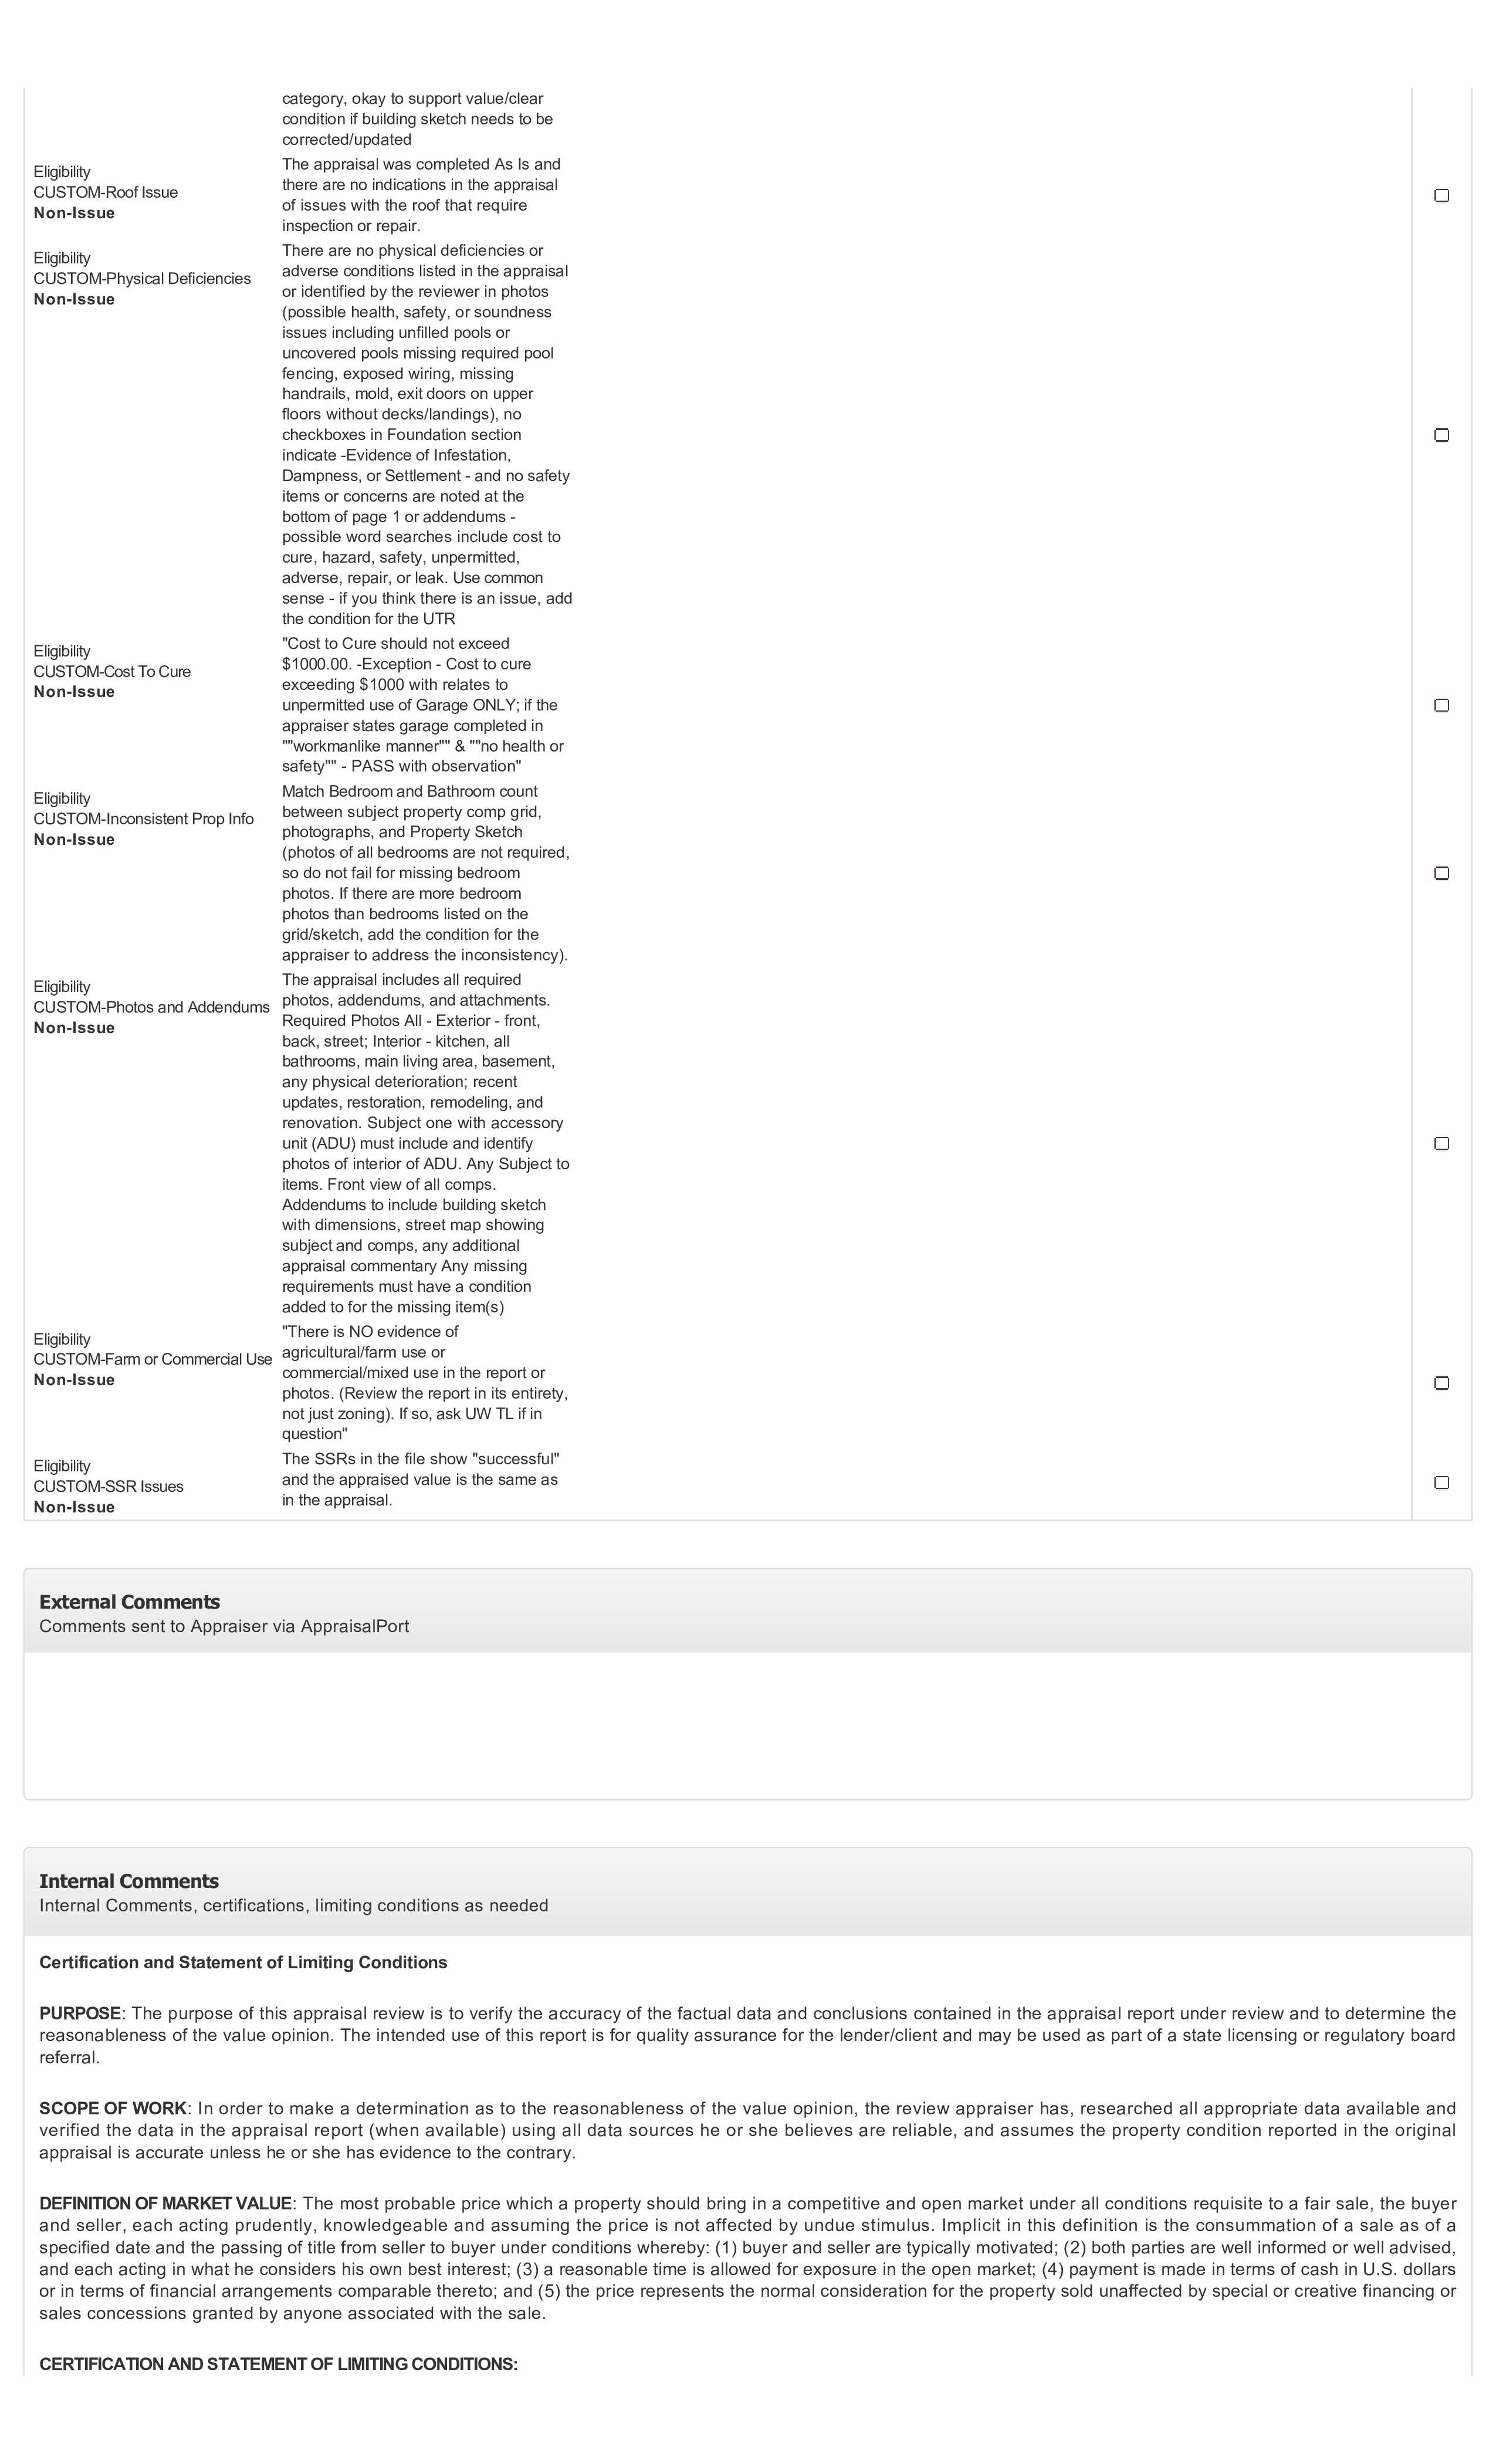 category, okay to support value/clear
condition if building sketch needs to be
corrected/updated
Eligibility
CUSTOM-Roof Issue
Non-Issue
The appraisal was completed As Is and
there are no indications in the appraisal
of issues with the roof that require
inspection or repair.
Eligibility
CUSTOM-Physical Deficiencies
Non-Issue
There are no physical deficiencies or
adverse conditions listed in the appraisal
or identified by the reviewer in photos
(possible health, safety, or soundness
issues including unfilled pools or
uncovered pools missing required pool
fencing, exposed wiring, missing
handrails, mold, exit doors on upper
floors without decks/landings), no
checkboxes in Foundation section
indicate -Evidence of Infestation,
Dampness, or Settlement - and no safety
items or concerns are noted at the
bottom of page 1 or addendums -
possible word searches include cost to
cure, hazard, safety, unpermitted,
adverse, repair, or leak. Use common
sense - if you think there is an issue, add
the condition for the UTR
Eligibility
CUSTOM-Cost To Cure
Non-Issue
"Cost to Cure should not exceed
$1000.00. -Exception - Cost to cure
exceeding $1000 with relates to
unpermitted use of Garage ONLY; if the
appraiser states garage completed in
""workmanlike manner"" & ""no health or
safety"" - PASS with observation"
Eligibility
CUSTOM-Inconsistent Prop Info
Non-Issue
Match Bedroom and Bathroom count
between subject property comp grid,
photographs, and Property Sketch
(photos of all bedrooms are not required,
so do not fail for missing bedroom
photos. If there are more bedroom
photos than bedrooms listed on the
grid/sketch, add the condition for the
appraiser to address the inconsistency).
Eligibility
CUSTOM-Photos and Addendums
Non-Issue
The appraisal includes all required
photos, addendums, and attachments.
Required Photos All - Exterior - front,
back, street; Interior - kitchen, all
bathrooms, main living area, basement,
any physical deterioration; recent
updates, restoration, remodeling, and
renovation. Subject one with accessory
unit (ADU) must include and identify
photos of interior of ADU. Any Subject to
items. Front view of all comps.
Addendums to include building sketch
with dimensions, street map showing
subject and comps, any additional
appraisal commentary Any missing
requirements must have a condition
added to for the missing item(s)
Eligibility
CUSTOM-Farm or Commercial Use
Non-Issue
"There is NO evidence of
agricultural/farm use or
commercial/mixed use in the report or
photos. (Review the report in its entirety,
not just zoning). If so, ask UW TL if in
question"
Eligibility
CUSTOM-SSR Issues
Non-Issue
The SSRs in the file show "successful"
and the appraised value is the same as
in the appraisal.
External Comments
Comments sent to Appraiser via AppraisalPort
Internal Comments
Internal Comments, certifications, limiting conditions as needed
Certification and Statement of Limiting Conditions
PURPOSE: The purpose of this appraisal review is to verify the accuracy of the factual data and conclusions contained in the appraisal report under review and to determine the
reasonableness of the value opinion. The intended use of this report is for quality assurance for the lender/client and may be used as part of a state licensing or regulatory board
referral.
SCOPE OF WORK: In order to make a determination as to the reasonableness of the value opinion, the review appraiser has, researched all appropriate data available and
verified the data in the appraisal report (when available) using all data sources he or she believes are reliable, and assumes the property condition reported in the original
appraisal is accurate unless he or she has evidence to the contrary.
DEFINITION OF MARKET VALUE: The most probable price which a property should bring in a competitive and open market under all conditions requisite to a fair sale, the buyer
and seller, each acting prudently, knowledgeable and assuming the price is not affected by undue stimulus. Implicit in this definition is the consummation of a sale as of a
specified date and the passing of title from seller to buyer under conditions whereby: (1) buyer and seller are typically motivated; (2) both parties are well informed or well advised,
and each acting in what he considers his own best interest; (3) a reasonable time is allowed for exposure in the open market; (4) payment is made in terms of cash in U.S. dollars
or in terms of financial arrangements comparable thereto; and (5) the price represents the normal consideration for the property sold unaffected by special or creative financing or
sales concessions granted by anyone associated with the sale.
CERTIFICATION AND STATEMENT OF LIMITING CONDITIONS: